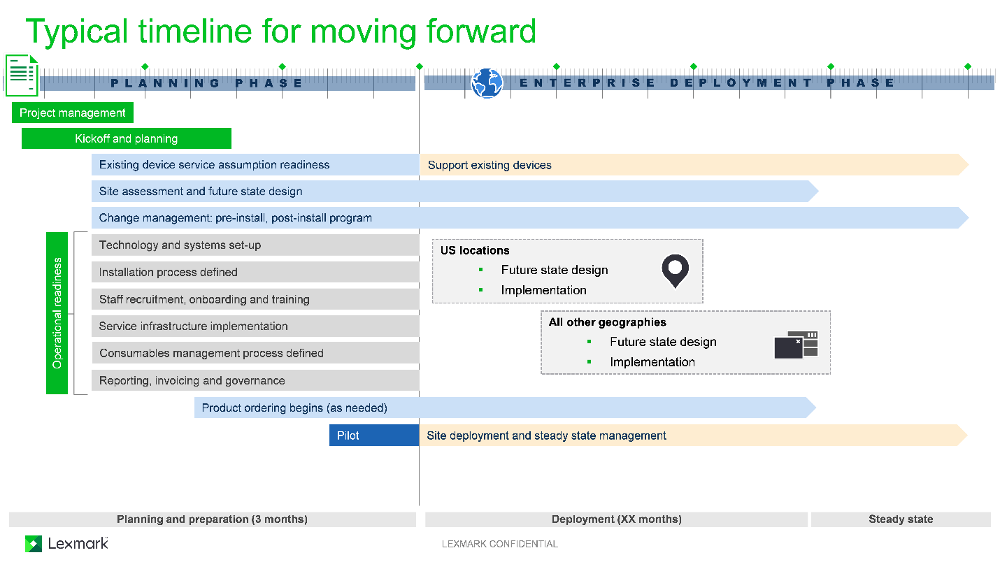 Typical timeline for moving forward
PLANNING PHASE
ENTERPRISE DEPLOYMENT PHASE
Project management
Kickoff and planning
Existing device service assumption readiness
Support existing devices
Site assessment and future state design
Change management: pre-install, post-install program
Operational readiness
Technology and systems set-up
Installation process defined
Staff recruitment, onboarding and training
Service infrastructure implementation
Consumables management process defined
Reporting, invoicing and governance
US locations
▪ Future state design
▪ Implementation
All other geographies
▪ Future state design
▪ Implementation
Product ordering begins (as needed)
Pilot
Site deployment and steady state management
Planning and preparation (3 months)
Deployment (XX months)
Steady state
Lexmark™
LEXMARK CONFIDENTIAL